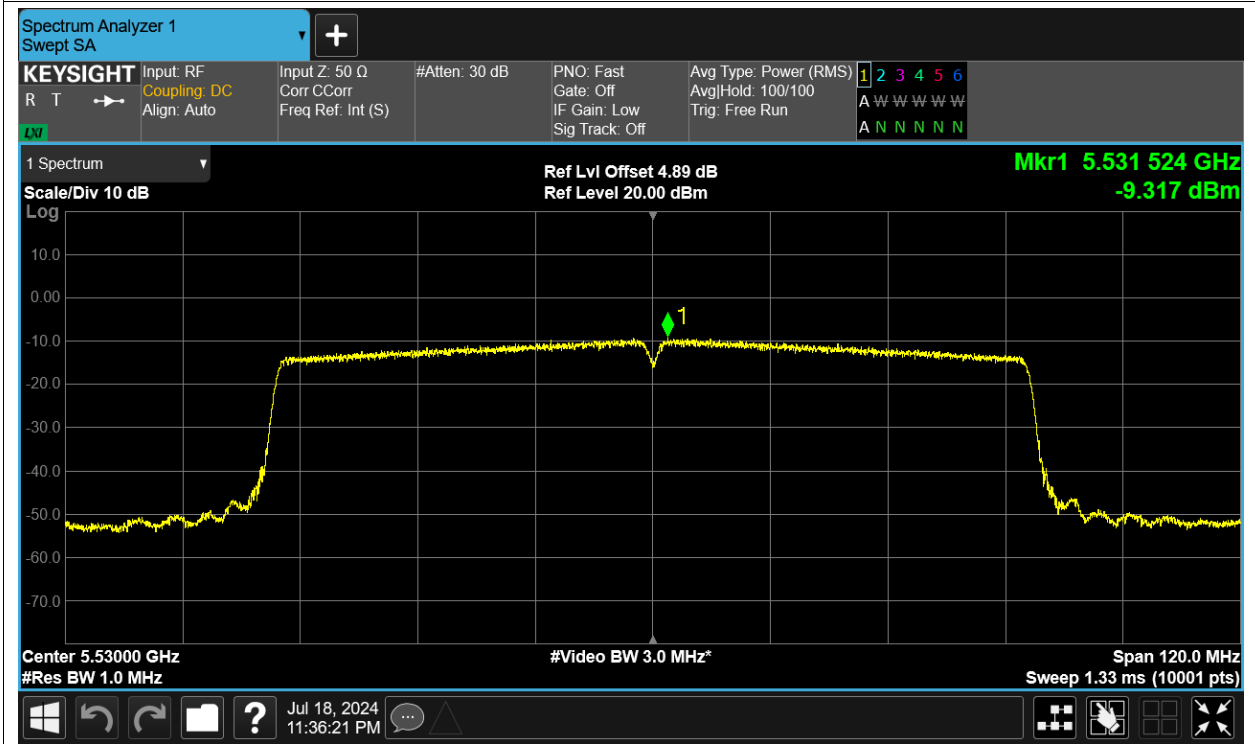 Spectrum Analyzer 1
Swept SA
+
KEYSIGHT
R T
LXI
Input: RF
Coupling: DC
Align: Auto
Input Z: 50 Ω
Corr CCorr
Freq Ref: Int (S)
#Atten: 30 dB
PNO: Fast
Gate: Off
IF Gain: Low
Sig Track: Off
Avg Type: Power (RMS)
Avg|Hold: 100/100
Trig: Free Run
1 2 3 4 5 6
A W W W W W
A N N N N N
1 Spectrum
Scale/Div 10 dB
Log
Ref Lvl Offset 4.89 dB
Ref Level 20.00 dBm
Mkr1 5.531 524 GHz
-9.317 dBm
10.0
0.00
-10.0
-20.0
-30.0
-40.0
-50.0
-60.0
-70.0
1
Center 5.53000 GHz
#Res BW 1.0 MHz
#Video BW 3.0 MHz*
Span 120.0 MHz
Sweep 1.33 ms (10001 pts)
?
Jul 18, 2024
11:36:21 PM